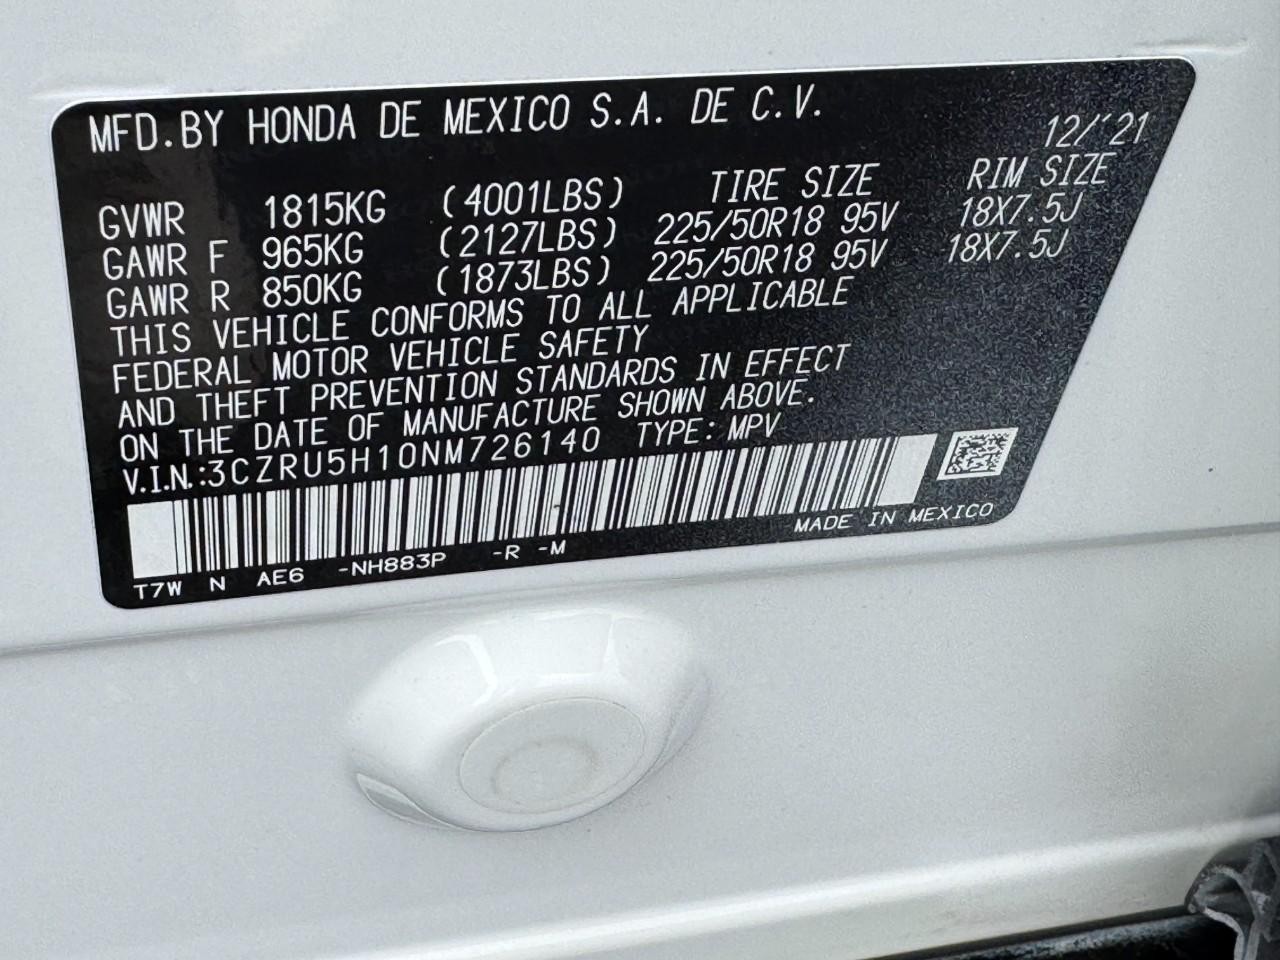 MFD.BY HONDA DE MEXICO S.A. DE C.V.
12/'21
GVWR 1815KG (4001LBS) TIRE SIZE RIM SIZE
GAWR F 965KG (2127LBS) 225/50R18 95V 18X7.5J
GAWR R 850KG (1873LBS) 225/50R18 95V 18X7.5J
THIS VEHICLE CONFORMS TO ALL APPLICABLE
FEDERAL MOTOR VEHICLE SAFETY
AND THEFT PREVENTION STANDARDS IN EFFECT
ON THE DATE OF MANUFACTURE SHOWN ABOVE.
V.I.N.:3CZRU5H10NM726140 TYPE: MPV
MADE IN MEXICO
T7W N AE6 -NH883P -R -M